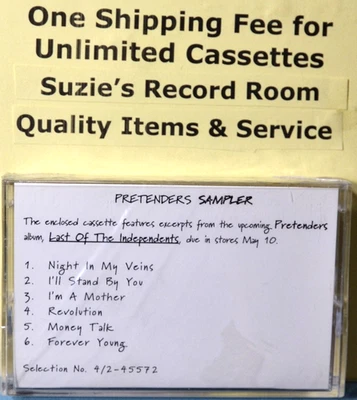 One Shipping Fee for
Unlimited Cassettes
Suzie's Record Room
Quality Items & Service
PRETENDERS SAMPLER
The enclosed cassette features excerpts from the upcoming Pretenders
album, Last Of The Independents, due in stores May 10.
1. Night In My Veins
2. I'll Stand By You
3. I'm A Mother
4. Revolution
5. Money Talk
6. Forever Young
Selection No. 4/2-45572